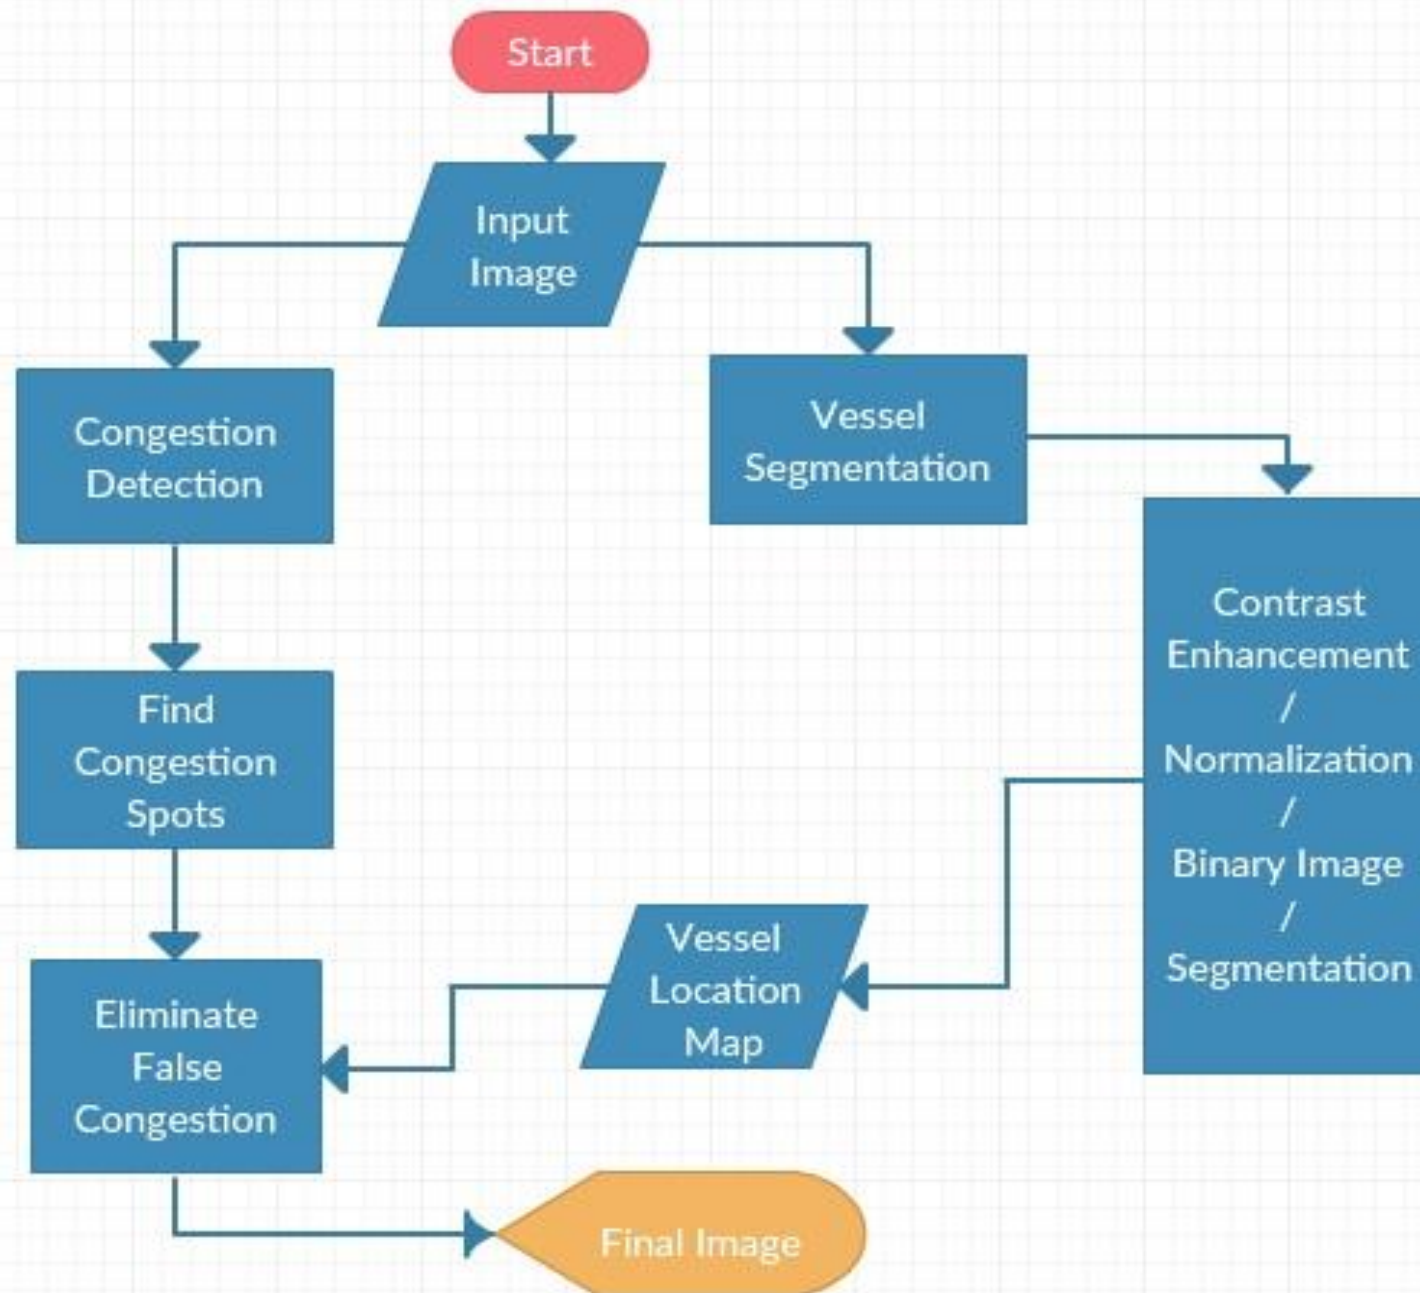 Start
Input
Image
Congestion
Detection
Vessel
Segmentation
Contrast
Enhancement
/
Normalization
/
Binary Image
/
Segmentation
Find
Congestion
Spots
Vessel
Location
Map
Eliminate
False
Congestion
Final Image